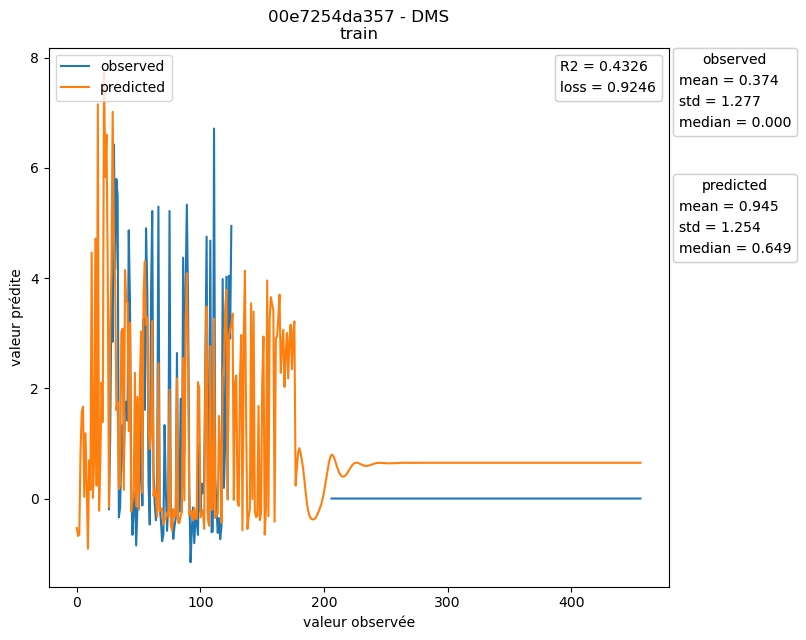 00e7254da357 - DMS
train
observed
predicted
R2 = 0.4326
loss = 0.9246
observed
mean = 0.374
std = 1.277
median = 0.000
predicted
mean = 0.945
std = 1.254
median = 0.649
8
6
4
2
0
valeur prédite
0 100 200 300 400
valeur observée